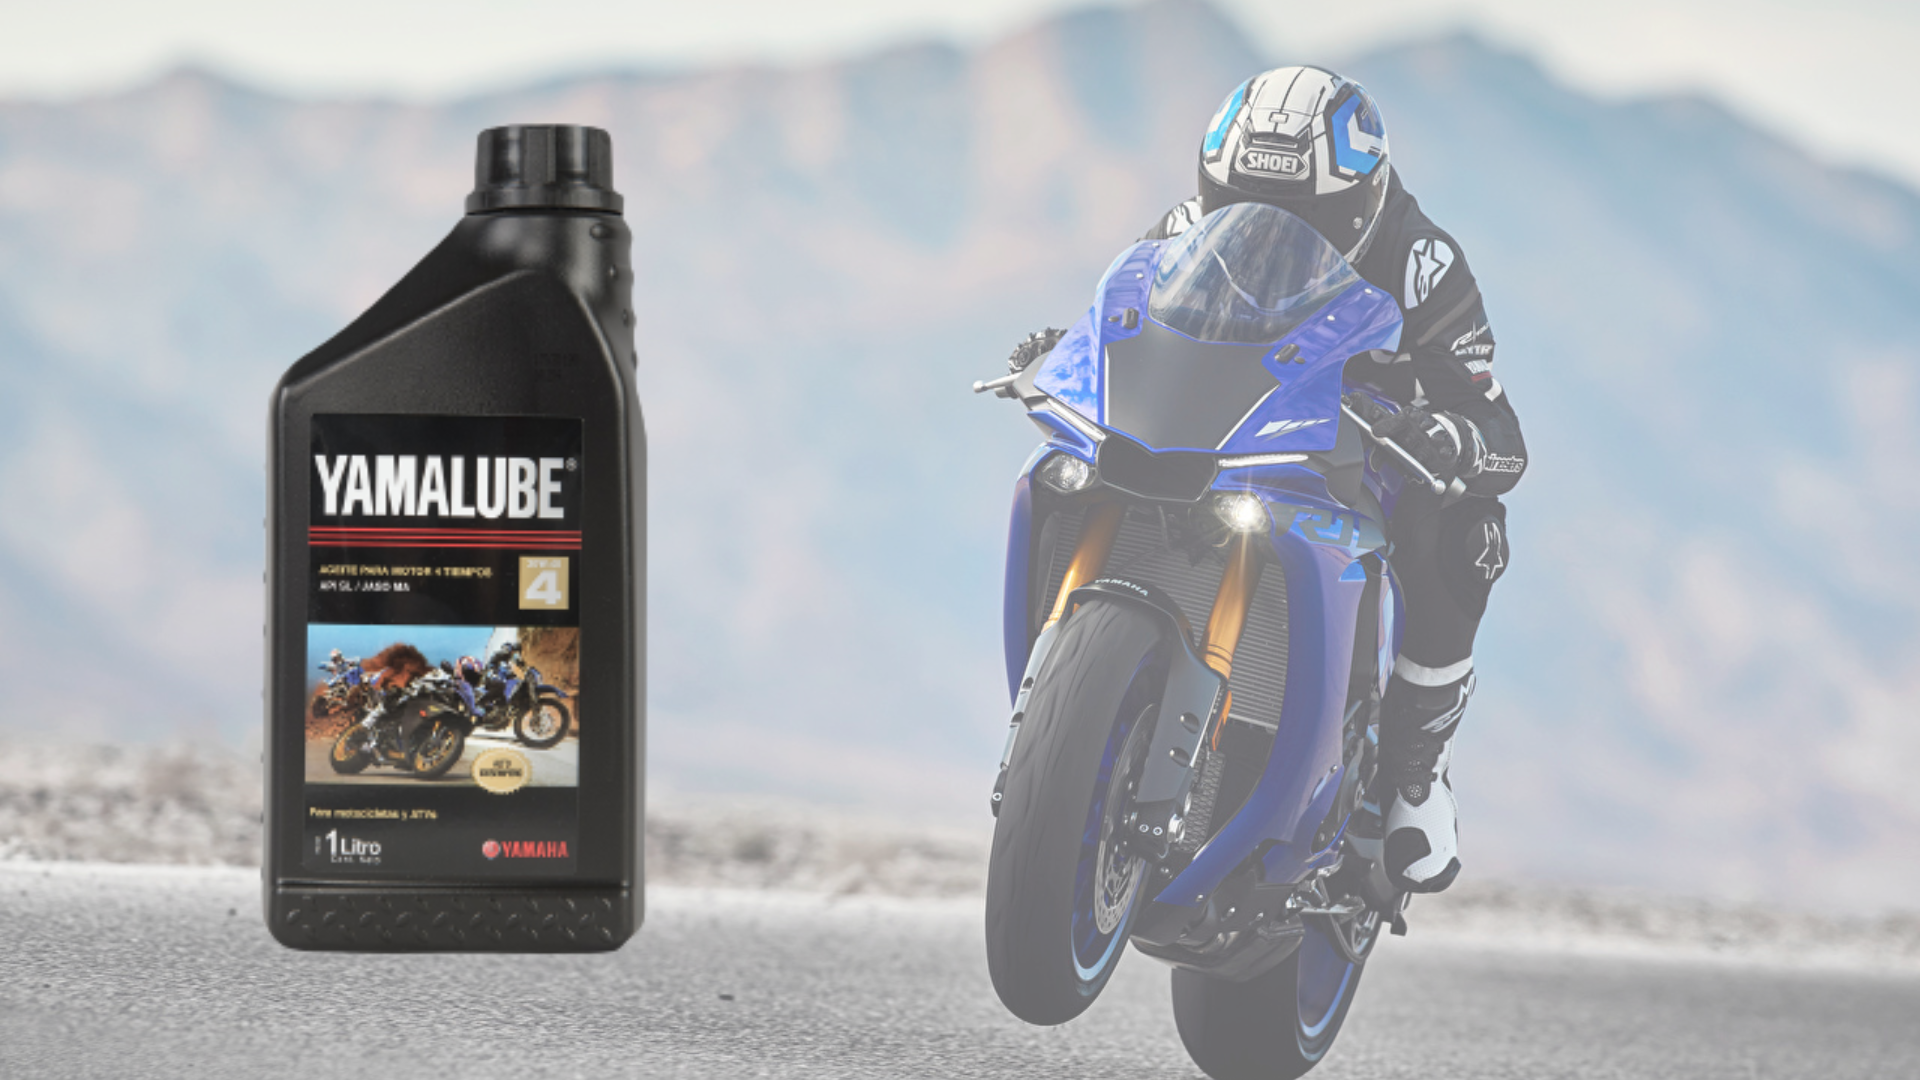 YAMALUBE®
ACEITE PARA MOTOR 4 TIEMPOS
API SL / JASO MA
4
Para motocicletas y ATVs
1 Litro
YAMAHA
SHOEI
YAMAHA
R1